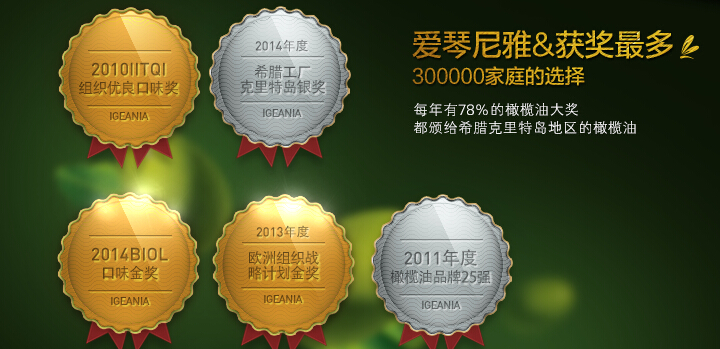 爱琴尼雅&获奖最多
300000家庭的选择
每年有78%的橄榄油大奖
都颁给希腊克里特岛地区的橄榄油
2010IITQI
组织优良口味奖
IGEANIA
2014年度
希腊工厂
克里特岛银奖
IGEANIA
2014BIOL
口味金奖
IGEANIA
2013年度
欧洲组织战
略计划金奖
IGEANIA
2011年度
橄榄油品牌25强
IGEANIA